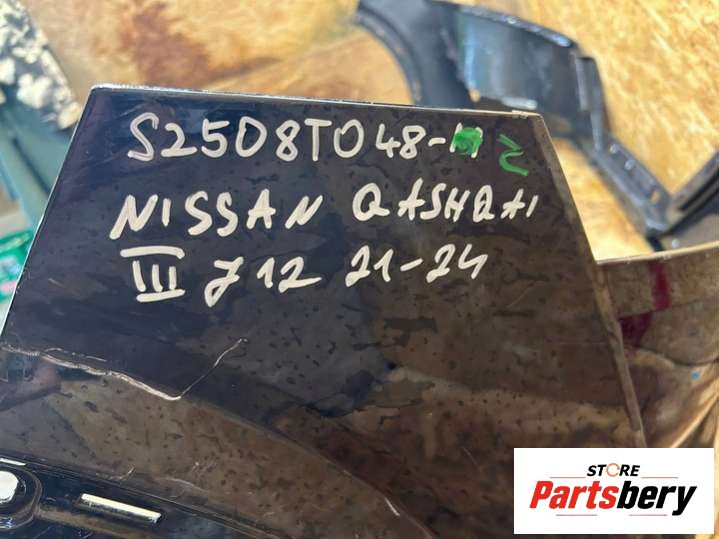 S2508T048-
NISSAN QASHQAI
III J12 21-24
STORE
Partsbery